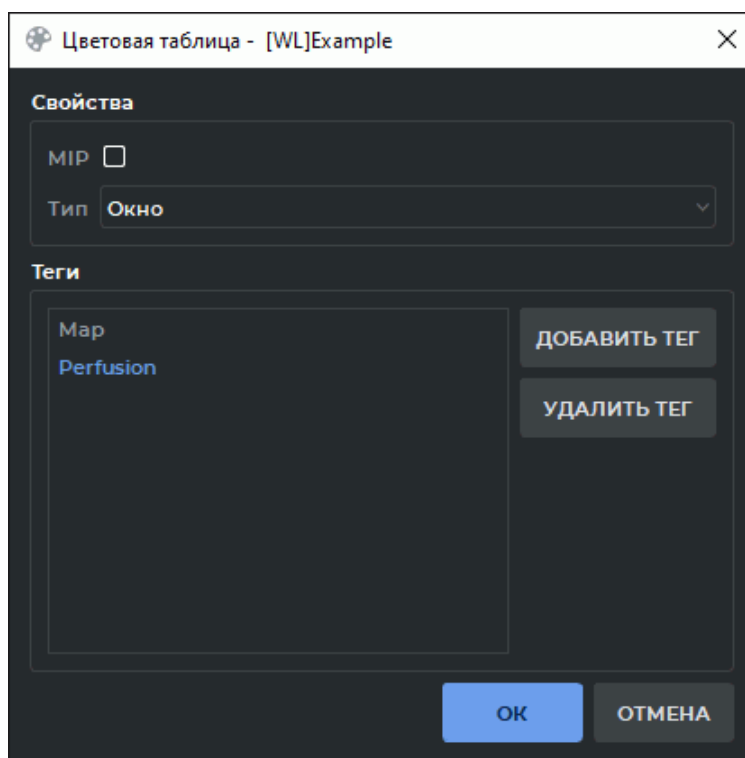 Цветовая таблица - [WL]Example
Свойства
MIP
Тип Окно
Теги
Map
Perfusion
ДОБАВИТЬ ТЕГ
УДАЛИТЬ ТЕГ
ОК
ОТМЕНА